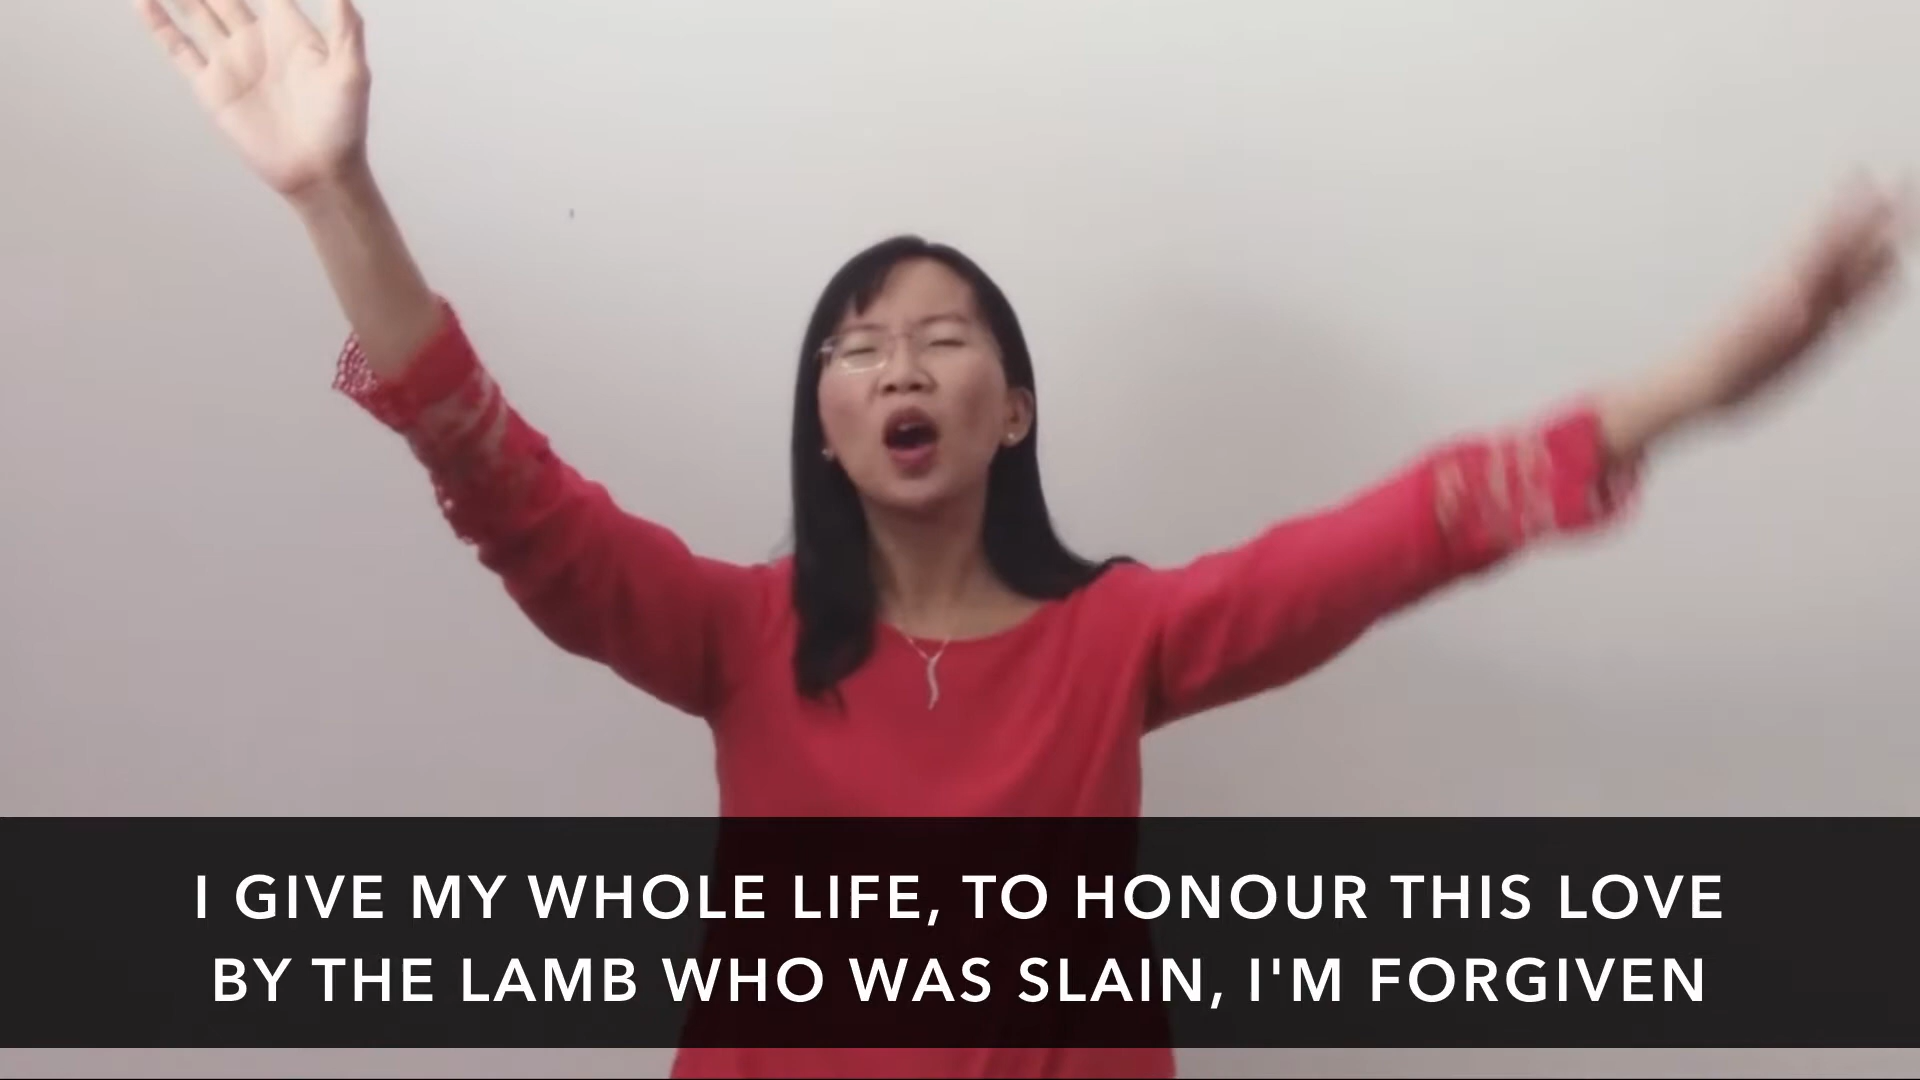 I GIVE MY WHOLE LIFE, TO HONOUR THIS LOVE
BY THE LAMB WHO WAS SLAIN, I'M FORGIVEN